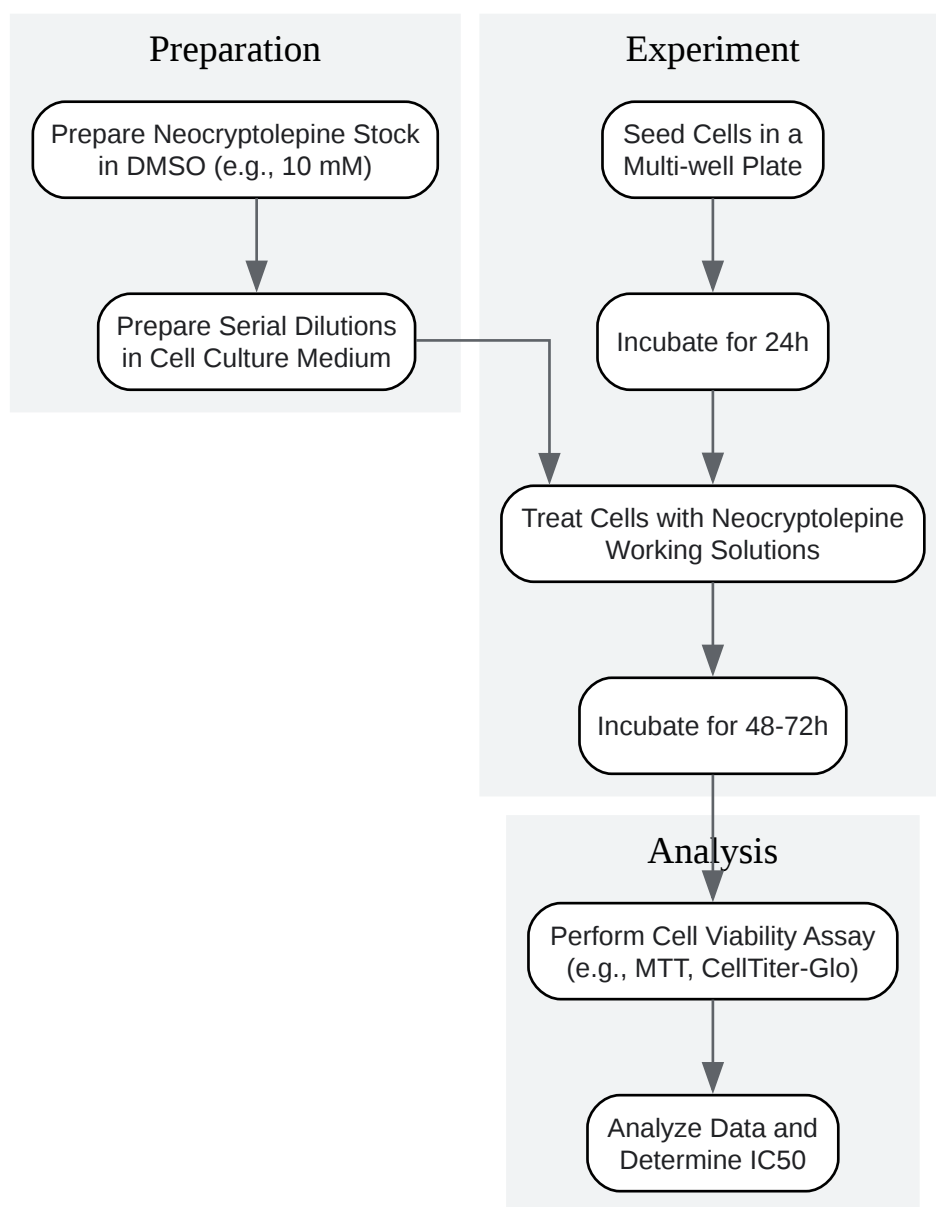 Preparation
Prepare Neocryptolepine Stock
in DMSO (e.g., 10 mM)
Prepare Serial Dilutions
in Cell Culture Medium
Experiment
Seed Cells in a
Multi-well Plate
Incubate for 24h
Treat Cells with Neocryptolepine
Working Solutions
Incubate for 48-72h
Analysis
Perform Cell Viability Assay
(e.g., MTT, CellTiter-Glo)
Analyze Data and
Determine IC50